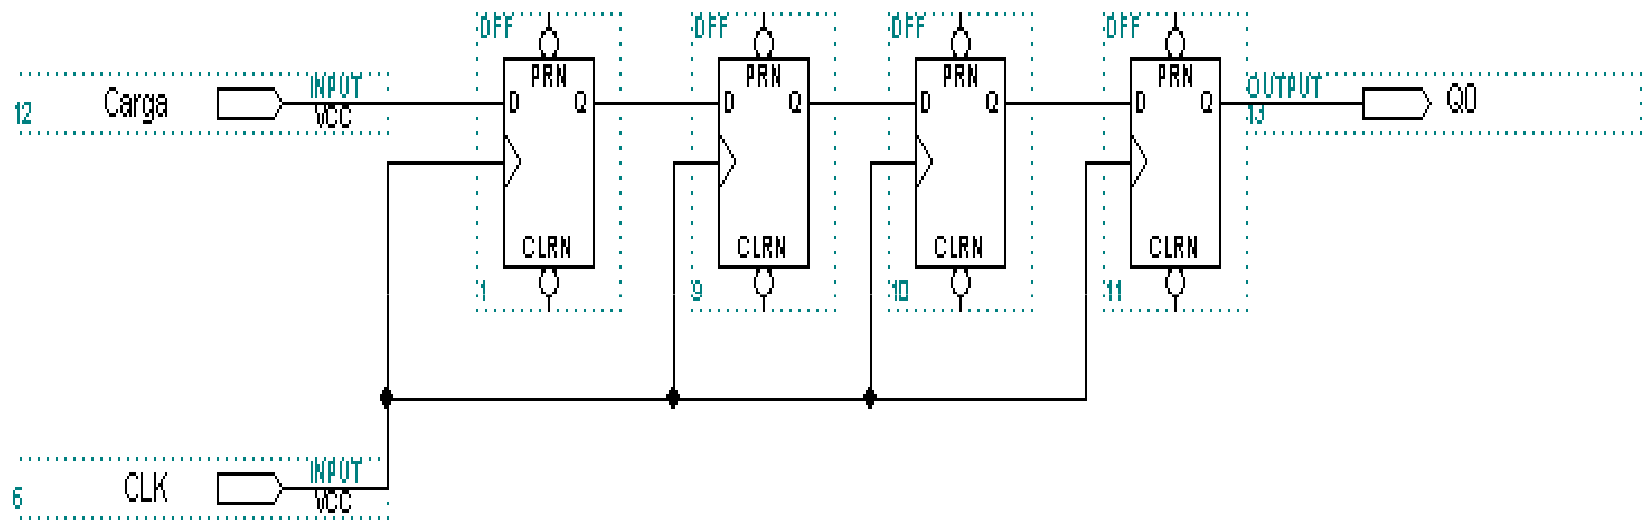 DFF DFF DFF DFF
PRN PRN PRN PRN
INPUT OUTPUT
12 Carga VCC D Q D Q D Q D Q 13 Q0
CLRN CLRN CLRN CLRN
1 9 10 11
INPUT
6 CLK VCC